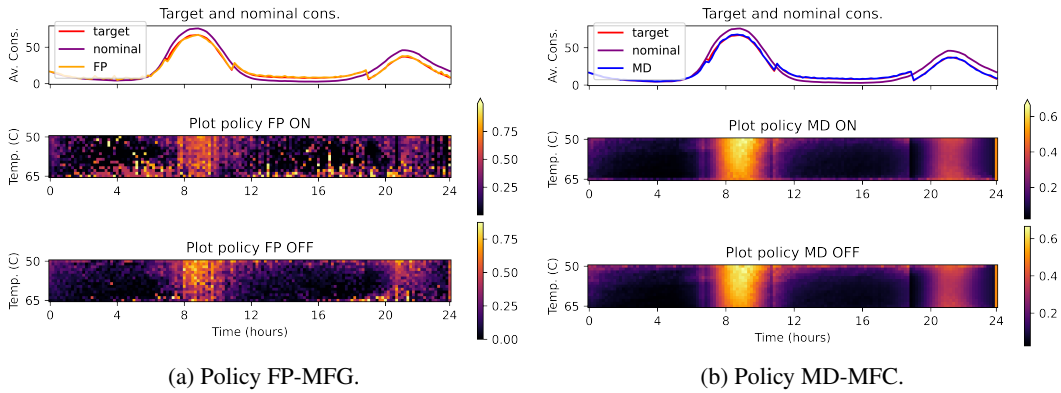 Target and nominal cons.
Av. Cons.
50
0
target
nominal
FP
Plot policy FP ON
Temp. (C)
50
65
0 4 8 12 16 20 24
0.75
0.50
0.25
Plot policy FP OFF
Temp. (C)
50
65
0 4 8 12 16 20 24
Time (hours)
0.75
0.50
0.25
0.00
(a) Policy FP-MFG.
Target and nominal cons.
Av. Cons.
50
0
target
nominal
MD
Plot policy MD ON
Temp. (C)
50
65
0 4 8 12 16 20 24
0.6
0.4
0.2
Plot policy MD OFF
Temp. (C)
50
65
0 4 8 12 16 21 24
Time (hours)
0.6
0.4
0.2
(b) Policy MD-MFC.